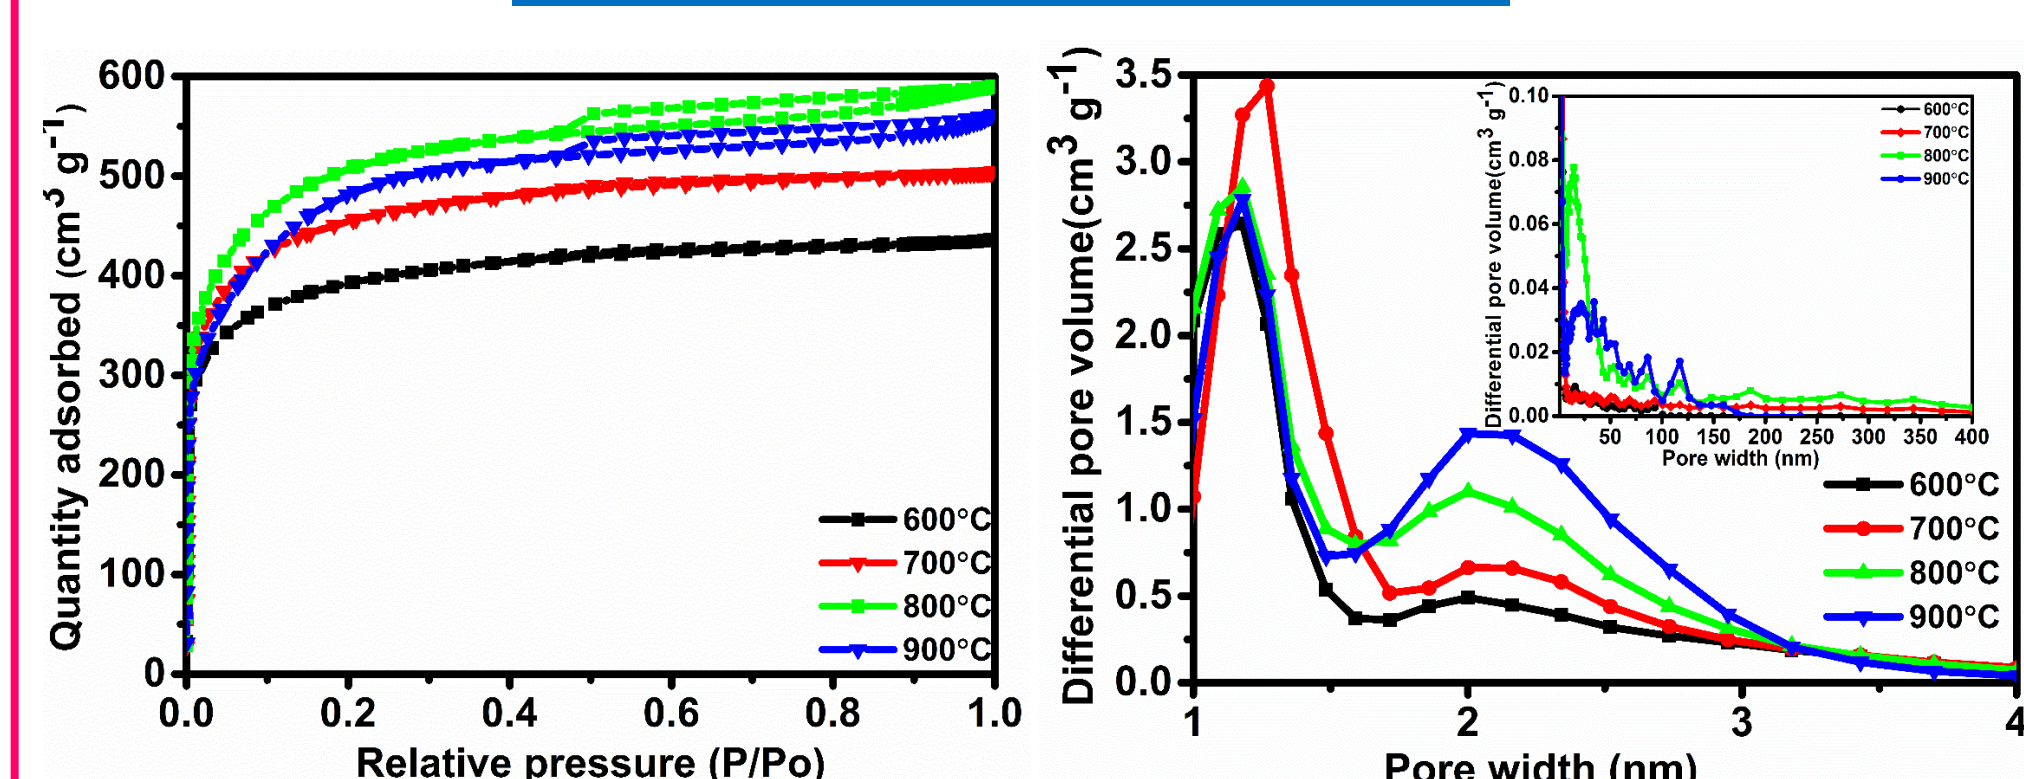 600
500
400
300
200
100
0
0.0 0.2 0.4 0.6 0.8 1.0
Quantity adsorbed (cm³ g⁻¹)
Relative pressure (P/Po)
600°C
700°C
800°C
900°C
3.5
3.0
2.5
2.0
1.5
1.0
0.5
0.0
1 2 3 4
Differential pore volume(cm³ g⁻¹)
Pore width (nm)
600°C
700°C
800°C
900°C
0.10
0.08
0.06
0.04
0.02
0.00
50 100 150 200 250 300 350 400
Differential pore volume(cm³ g⁻¹)
Pore width (nm)
600°C
700°C
800°C
900°C